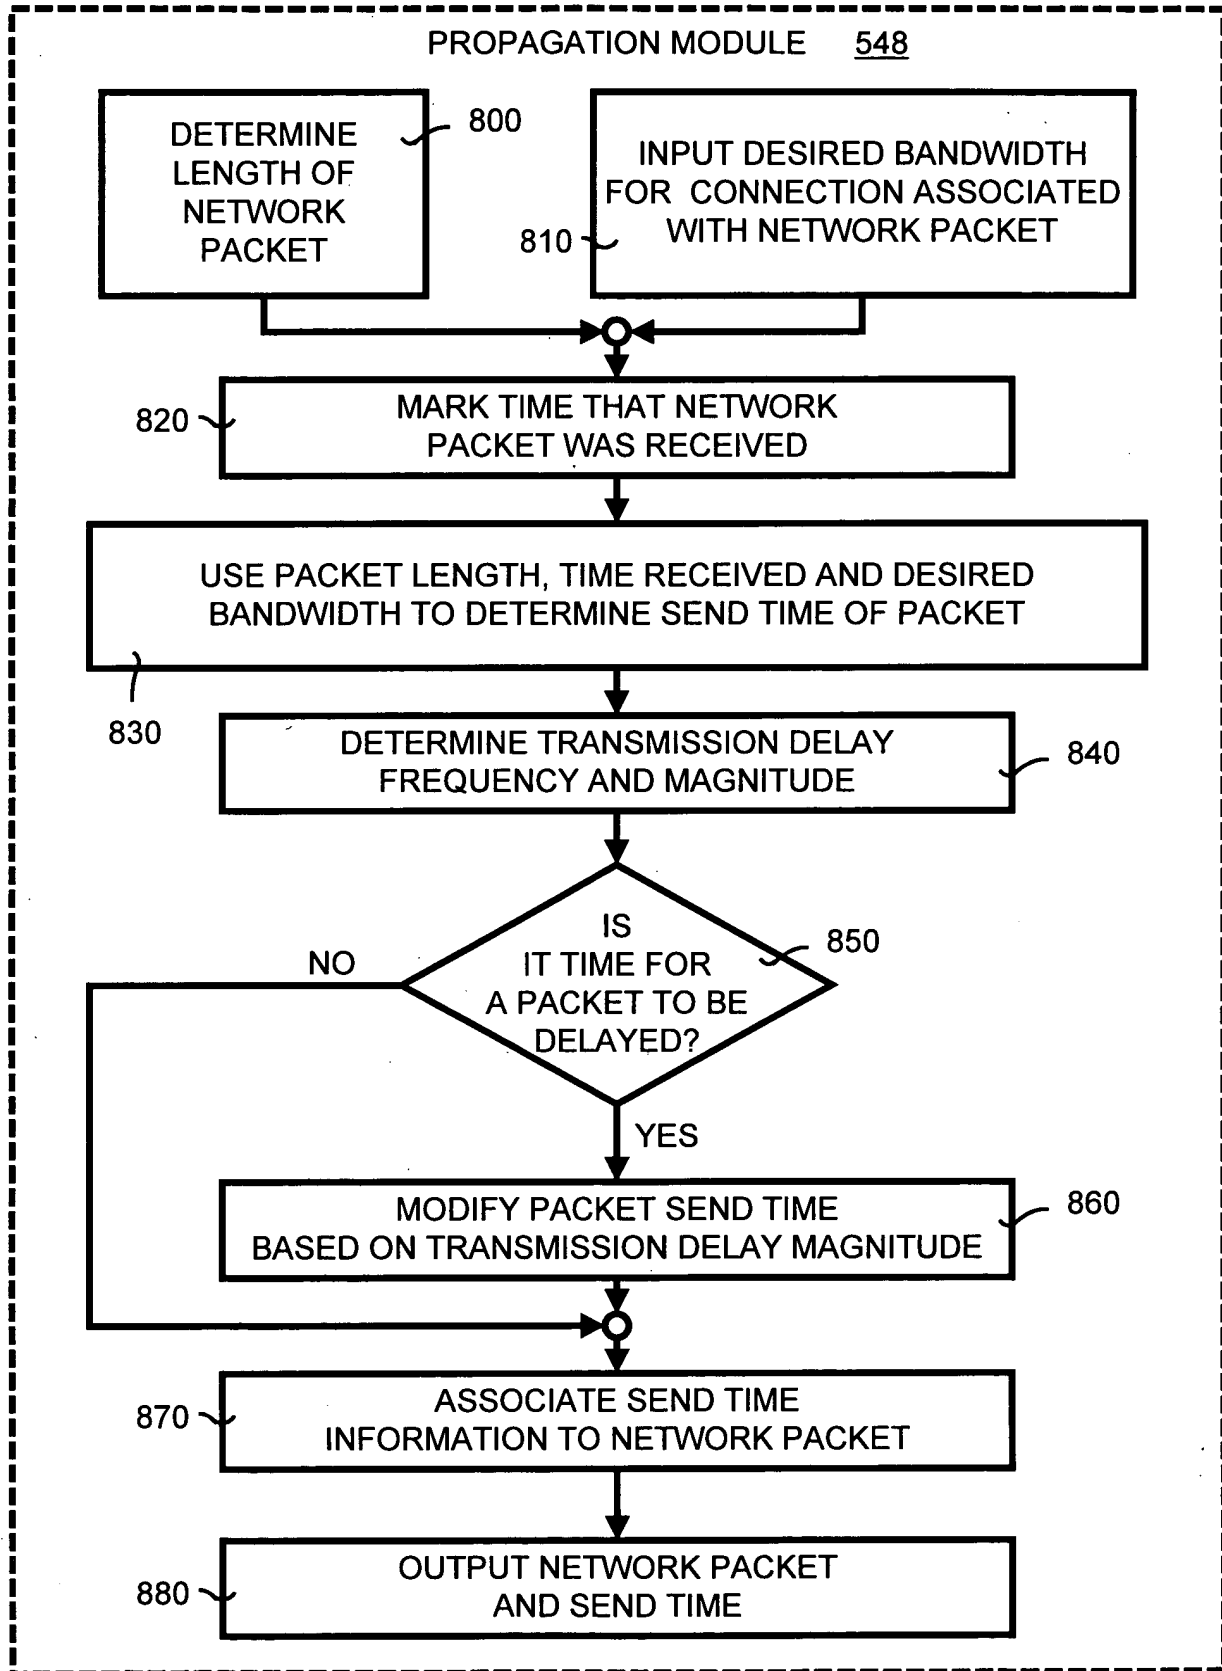 PROPAGATION MODULE 548
DETERMINE
LENGTH OF
NETWORK
PACKET
800
INPUT DESIRED BANDWIDTH
FOR CONNECTION ASSOCIATED
WITH NETWORK PACKET
810
MARK TIME THAT NETWORK
PACKET WAS RECEIVED
820
USE PACKET LENGTH, TIME RECEIVED AND DESIRED
BANDWIDTH TO DETERMINE SEND TIME OF PACKET
830
DETERMINE TRANSMISSION DELAY
FREQUENCY AND MAGNITUDE
840
IS
IT TIME FOR
A PACKET TO BE
DELAYED?
850
NO
YES
MODIFY PACKET SEND TIME
BASED ON TRANSMISSION DELAY MAGNITUDE
860
ASSOCIATE SEND TIME
INFORMATION TO NETWORK PACKET
870
OUTPUT NETWORK PACKET
AND SEND TIME
880